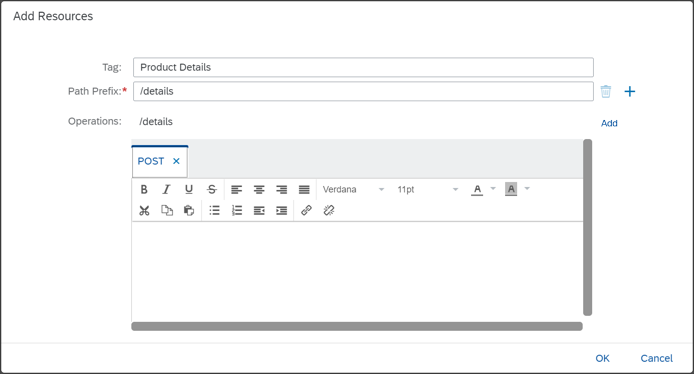 Add Resources
Tag: Product Details
Path Prefix:* /details
Operations: /details
Add
POST ×
B I U S Verdana 11pt A A
OK Cancel